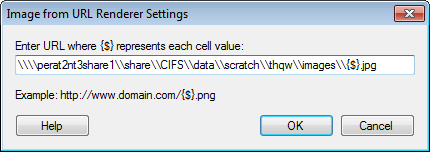 Image from URL Renderer Settings
Enter URL where {$} represents each cell value:
\\\\perat2nt3share1\\share\\CIFS\\data\\scratch\\thqw\\images\\{$}.jpg
Example: http://www.domain.com/{$}.png
Help OK Cancel